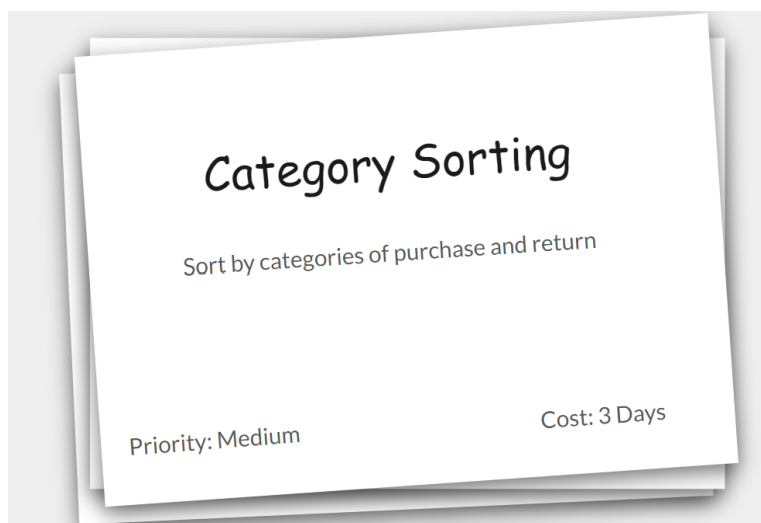 Category Sorting
Sort by categories of purchase and return
Priority: Medium
Cost: 3 Days